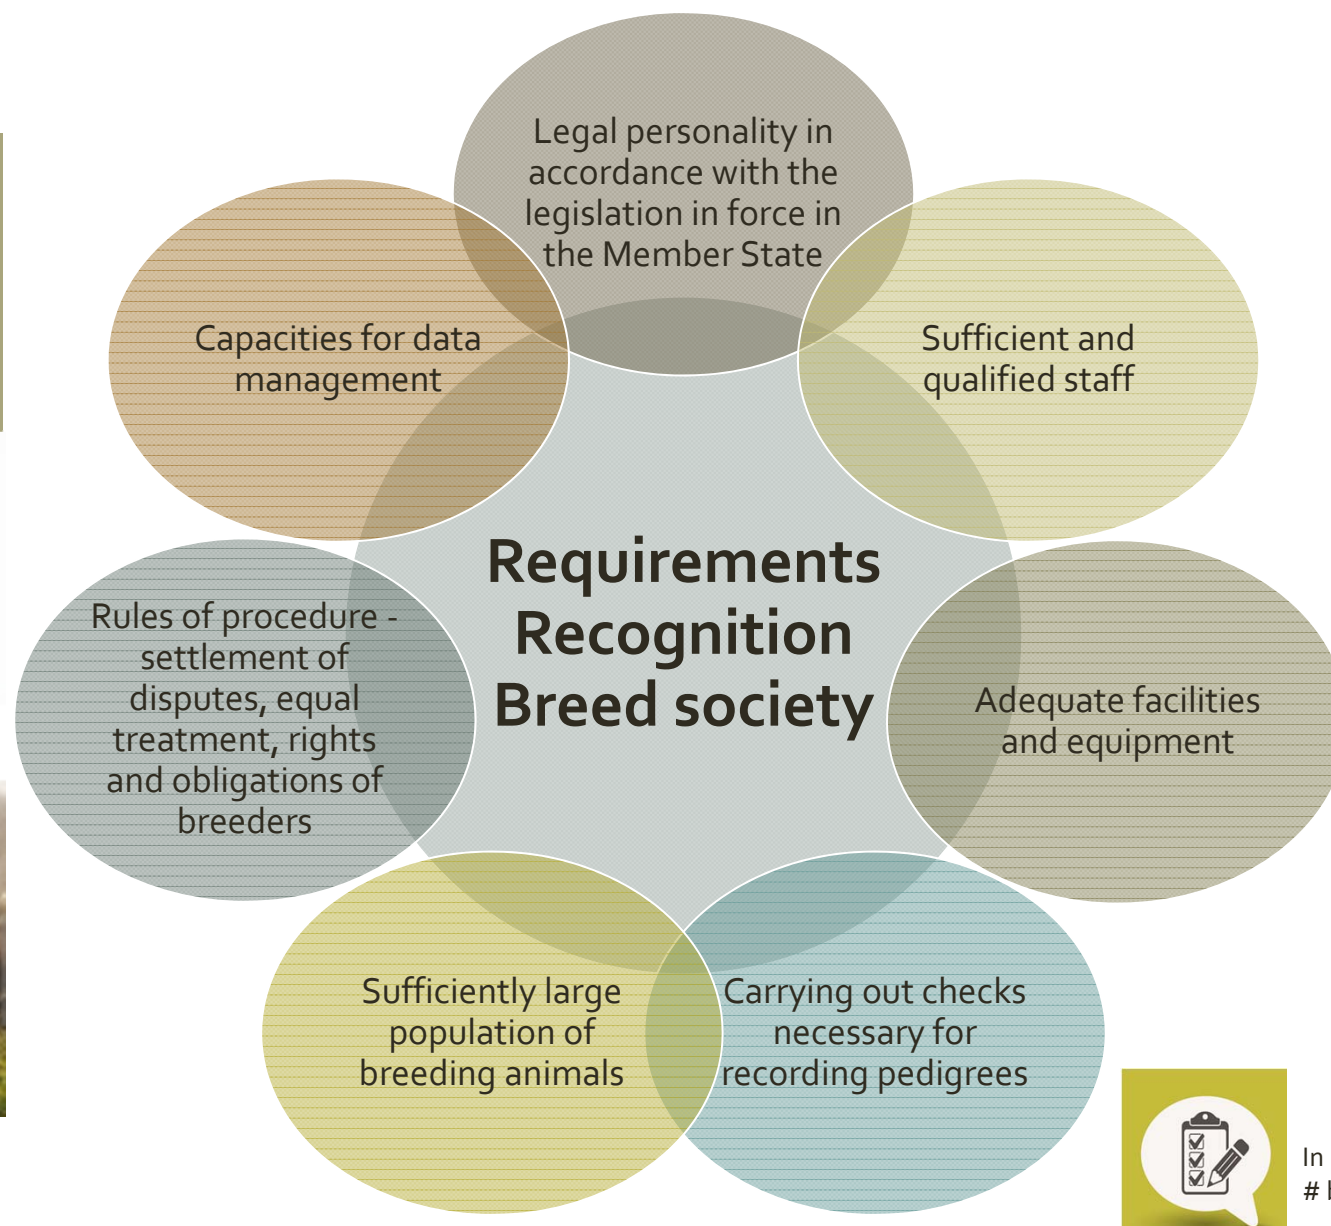 Legal personality in
accordance with the
legislation in force in
the Member State
Capacities for data
management
Sufficient and
qualified staff
Requirements
Recognition
Breed society
Rules of procedure -
settlement of
disputes, equal
treatment, rights
and obligations of
breeders
Adequate facilities
and equipment
Sufficiently large
population of
breeding animals
Carrying out checks
necessary for
recording pedigrees
In
#